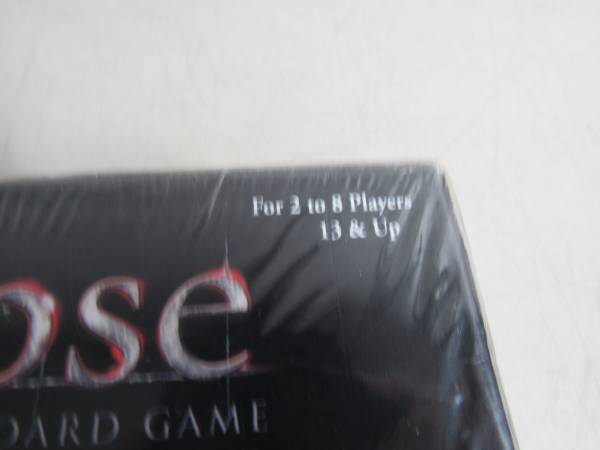 For 2 to 8 Players
13 & Up
ose
OARD GAME